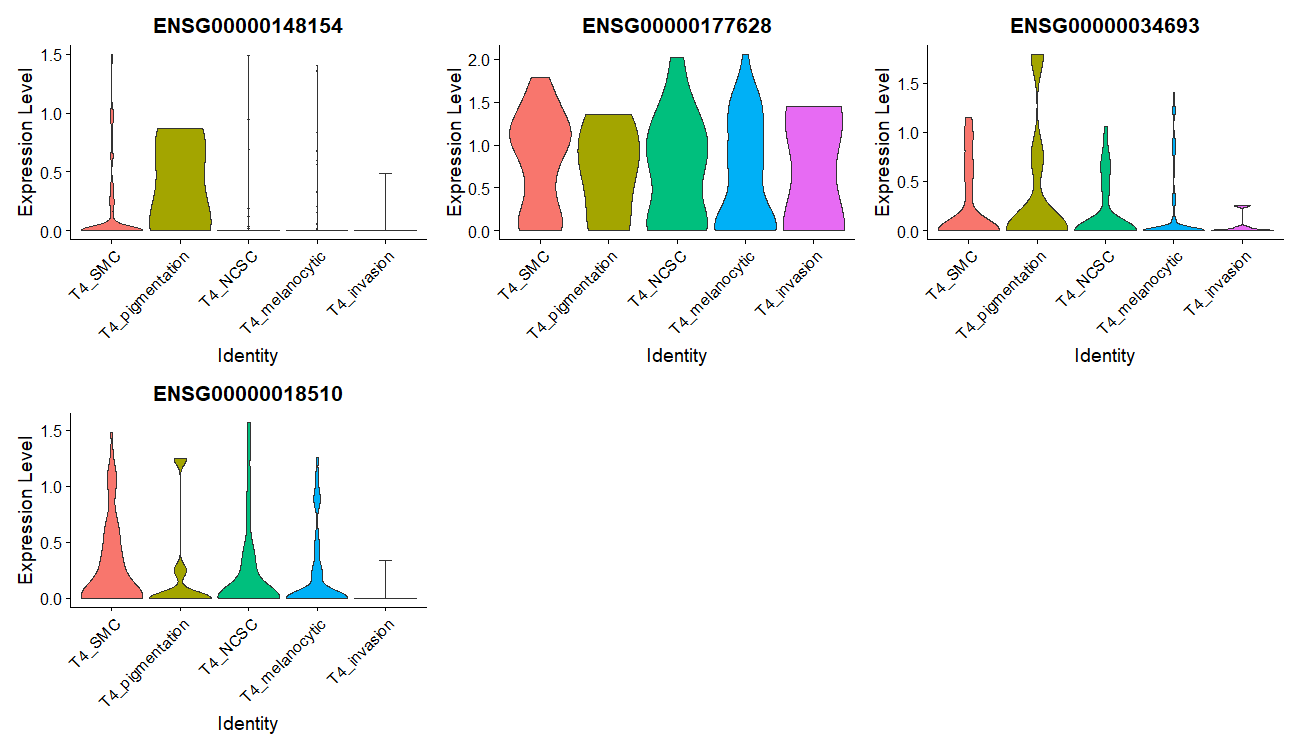 ENSG00000148154
Expression Level
1.5
1.0
0.5
0.0
T4_SMC
T4_pigmentation
T4_NCSC
T4_melanocytic
T4_invasion
Identity
ENSG00000177628
Expression Level
2.0
1.5
1.0
0.5
0.0
T4_SMC
T4_pigmentation
T4_NCSC
T4_melanocytic
T4_invasion
Identity
ENSG00000034693
Expression Level
1.5
1.0
0.5
0.0
T4_SMC
T4_pigmentation
T4_NCSC
T4_melanocytic
T4_invasion
Identity
ENSG00000018510
Expression Level
1.5
1.0
0.5
0.0
T4_SMC
T4_pigmentation
T4_NCSC
T4_melanocytic
T4_invasion
Identity